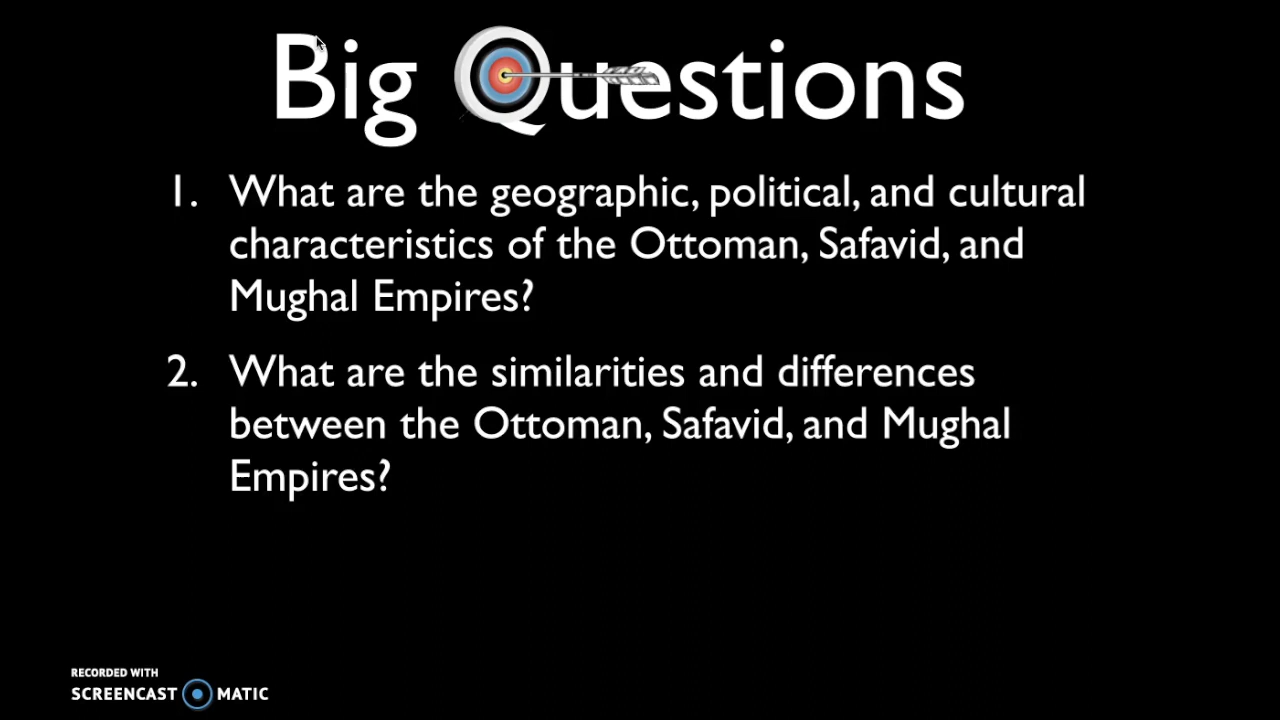 Big Questions
1. What are the geographic, political, and cultural
characteristics of the Ottoman, Safavid, and
Mughal Empires?
2. What are the similarities and differences
between the Ottoman, Safavid, and Mughal
Empires?
RECORDED WITH
SCREENCAST MATIC